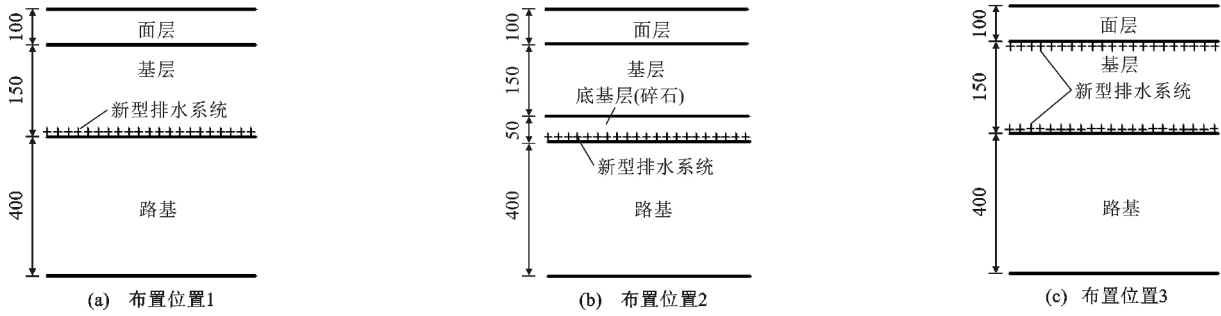 100
面层
150
基层
新型排水系统
400
路基
(a) 布置位置1
100
面层
150
基层
底基层(碎石)
50
新型排水系统
400
路基
(b) 布置位置2
100
面层
150
基层
新型排水系统
400
路基
(c) 布置位置3